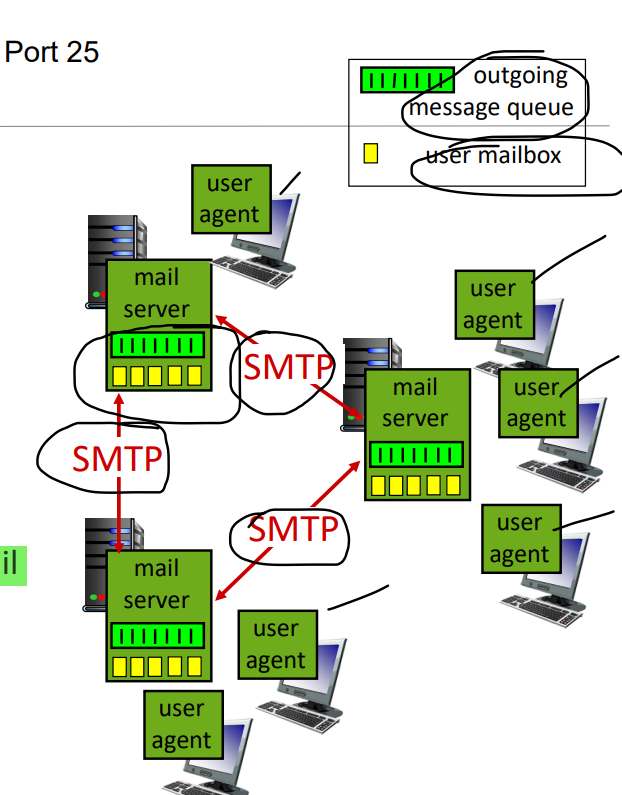 Port 25
outgoing
message queue
user mailbox
user
agent
mail
server
SMTP
user
agent
user
agent
mail
server
SMTP
SMTP
user
agent
il
mail
server
user
agent
user
agent